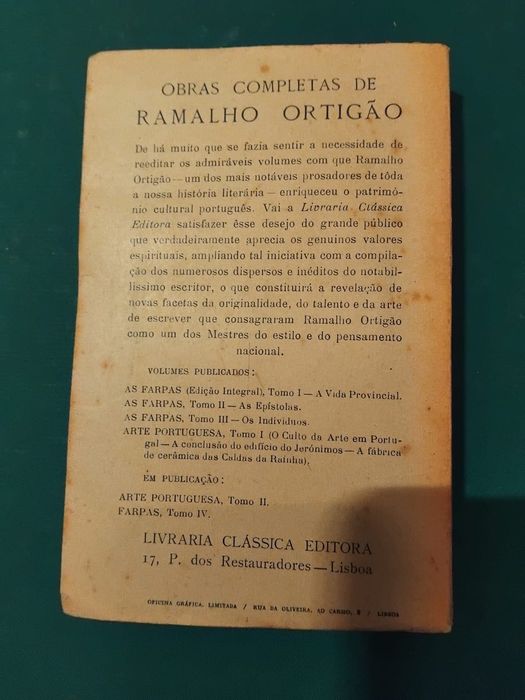 OBRAS COMPLETAS DE
RAMALHO ORTIGÃO
De há muito que se fazia sentir a necessidade de
reeditar os admiráveis volumes com que Ramalho
Ortigão — um dos mais notáveis prosadores de tôda
a nossa história literária — enriqueceu o patrimó-
nio cultural português. Vai a Livraria Clássica
Editora satisfazer êsse desejo do grande público
que verdadeiramente aprecia os genuinos valores
espirituais, ampliando tal iniciativa com a compila-
ção dos numerosos dispersos e inéditos do notabil-
líssimo escritor, o que constituirá a revelação de
novas facetas da originalidade, do talento e da arte
de escrever que consagraram Ramalho Ortigão
como um dos Mestres do estilo e do pensamento
nacional.
VOLUMES PUBLICADOS:
AS FARPAS (Edição Integral), Tomo I — A Vida Provincial.
AS FARPAS, Tomo II — As Epístolas.
AS FARPAS, Tomo III — Os Indivíduos.
ARTE PORTUGUESA, Tomo I (O Culto da Arte em Portu-
gal — A conclusão do edifício do Jerónimos — A fábrica
de cerâmica das Caldas da Raínha).
EM PUBLICAÇÃO:
ARTE PORTUGUESA, Tomo II.
FARPAS, Tomo IV.
LIVRARIA CLÁSSICA EDITORA
17, P. dos Restauradores — Lisboa
OFICINA GRÁFICA, LIMITADA / RUA DA OLIVEIRA, AO CARMO, 8 / LISBOA